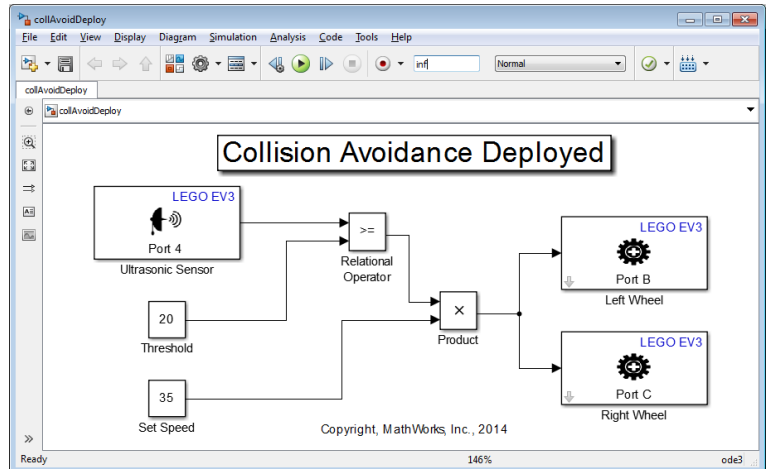 collAvoidDeploy
File Edit View Display Diagram Simulation Analysis Code Tools Help
inf
Normal
collAvoidDeploy
collAvoidDeploy
Collision Avoidance Deployed
LEGO EV3
Port 4
Ultrasonic Sensor
>=
Relational
Operator
20
Threshold
35
Set Speed
×
Product
LEGO EV3
Port B
Left Wheel
LEGO EV3
Port C
Right Wheel
Copyright, MathWorks, Inc., 2014
Ready
146%
ode3